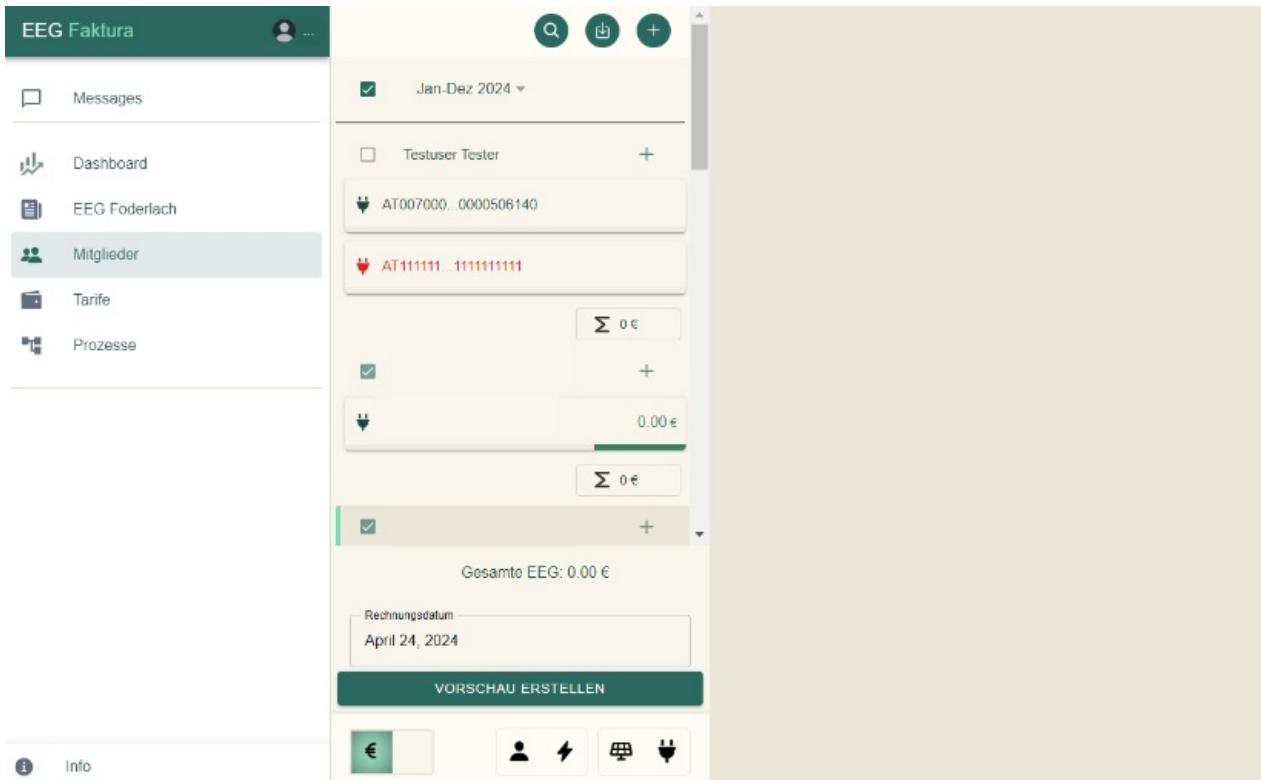 EEG Faktura
...
Messages
Dashboard
EEG Foderlach
Mitglieder
Tarife
Prozesse
Info
Jan-Dez 2024
Testuser Tester
AT007000...0000506140
AT111111...1111111111
Σ 0 €
0.00 €
Σ 0 €
Gesamte EEG: 0.00 €
Rechnungsdatum
April 24, 2024
VORSCHAU ERSTELLEN
€